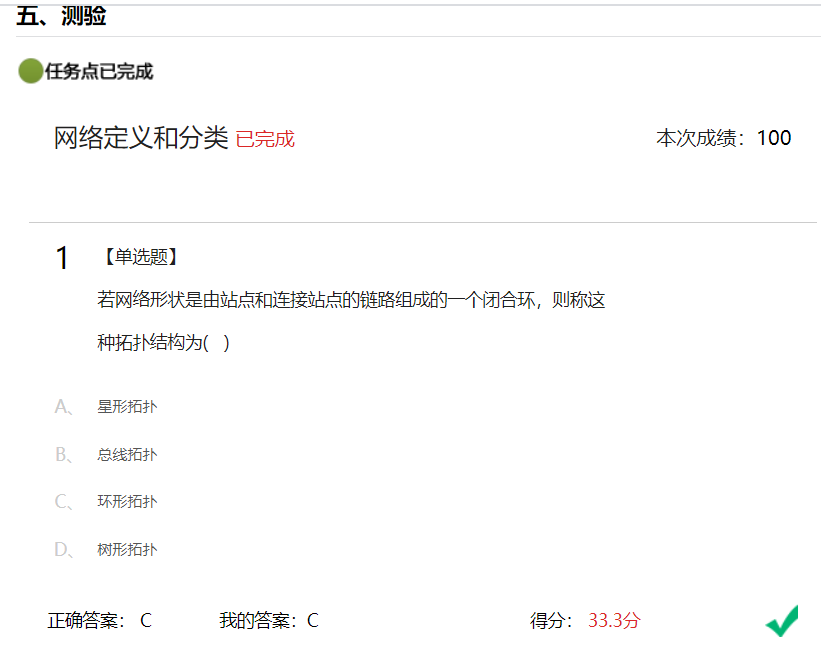 五、测验
任务点已完成
网络定义和分类 已完成 本次成绩：100
1 【单选题】
若网络形状是由站点和连接站点的链路组成的一个闭合环，则称这
种拓扑结构为( )
A、 星形拓扑
B、 总线拓扑
C、 环形拓扑
D、 树形拓扑
正确答案： C 我的答案：C 得分： 33.3分